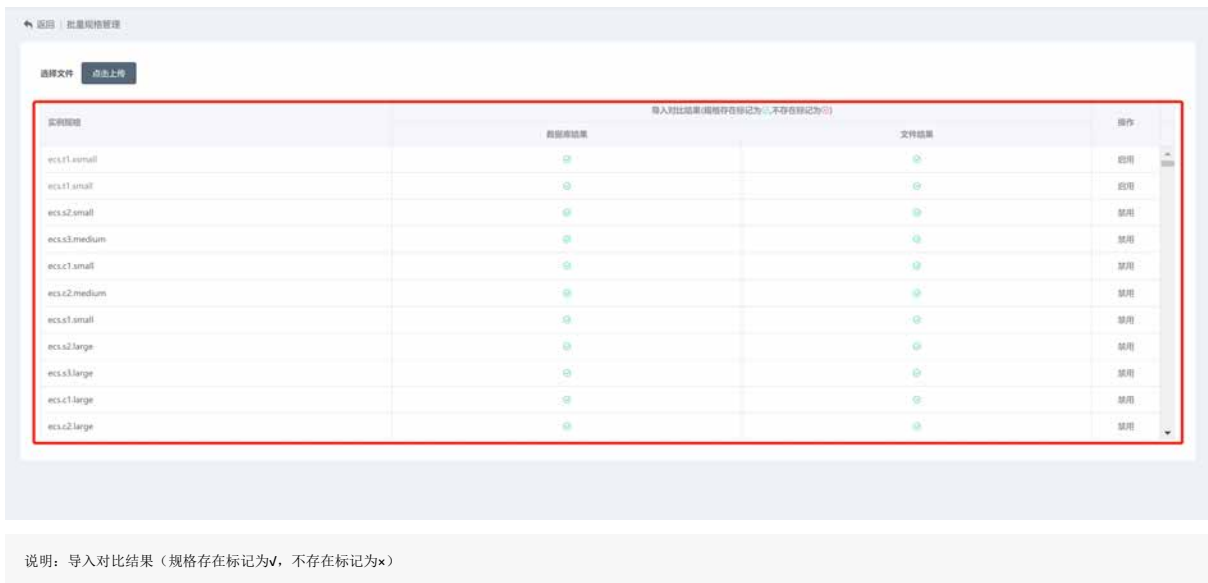 返回 | 批量规格管理
选择文件 点击上传
实例规格 导入对比结果(规格存在标记为,不存在标记为) 操作
数据库结果 文件结果
ecs.t1.xsmall 启用
ecs.t1.small 启用
ecs.s2.small 禁用
ecs.s3.medium 禁用
ecs.c1.small 禁用
ecs.c2.medium 禁用
ecs.s1.small 禁用
ecs.s2.large 禁用
ecs.s3.large 禁用
ecs.c1.large 禁用
ecs.c2.large 禁用
说明：导入对比结果（规格存在标记为√，不存在标记为×）